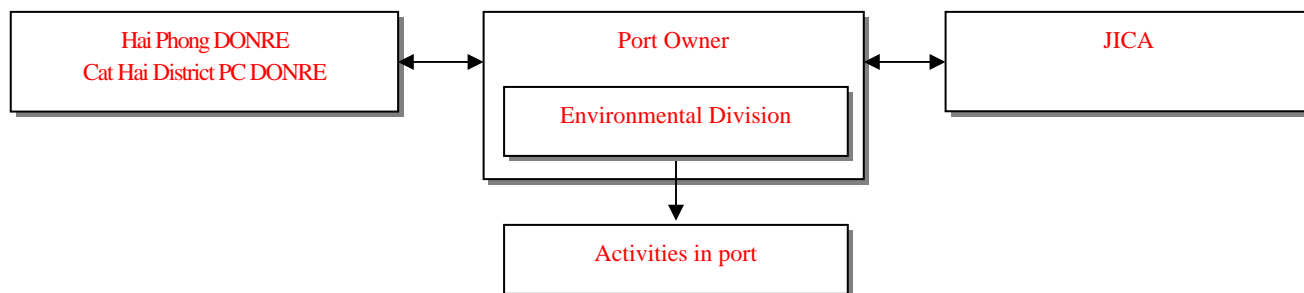 Hai Phong DONRE
Cat Hai District PC DONRE
Port Owner
Environmental Division
JICA
Activities in port